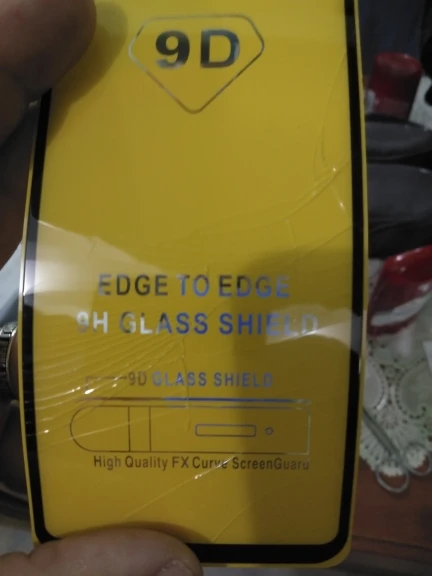 9D
EDGE TO EDGE
9H GLASS SHIELD
9D GLASS SHIELD
High Quality FX Curve ScreenGuard